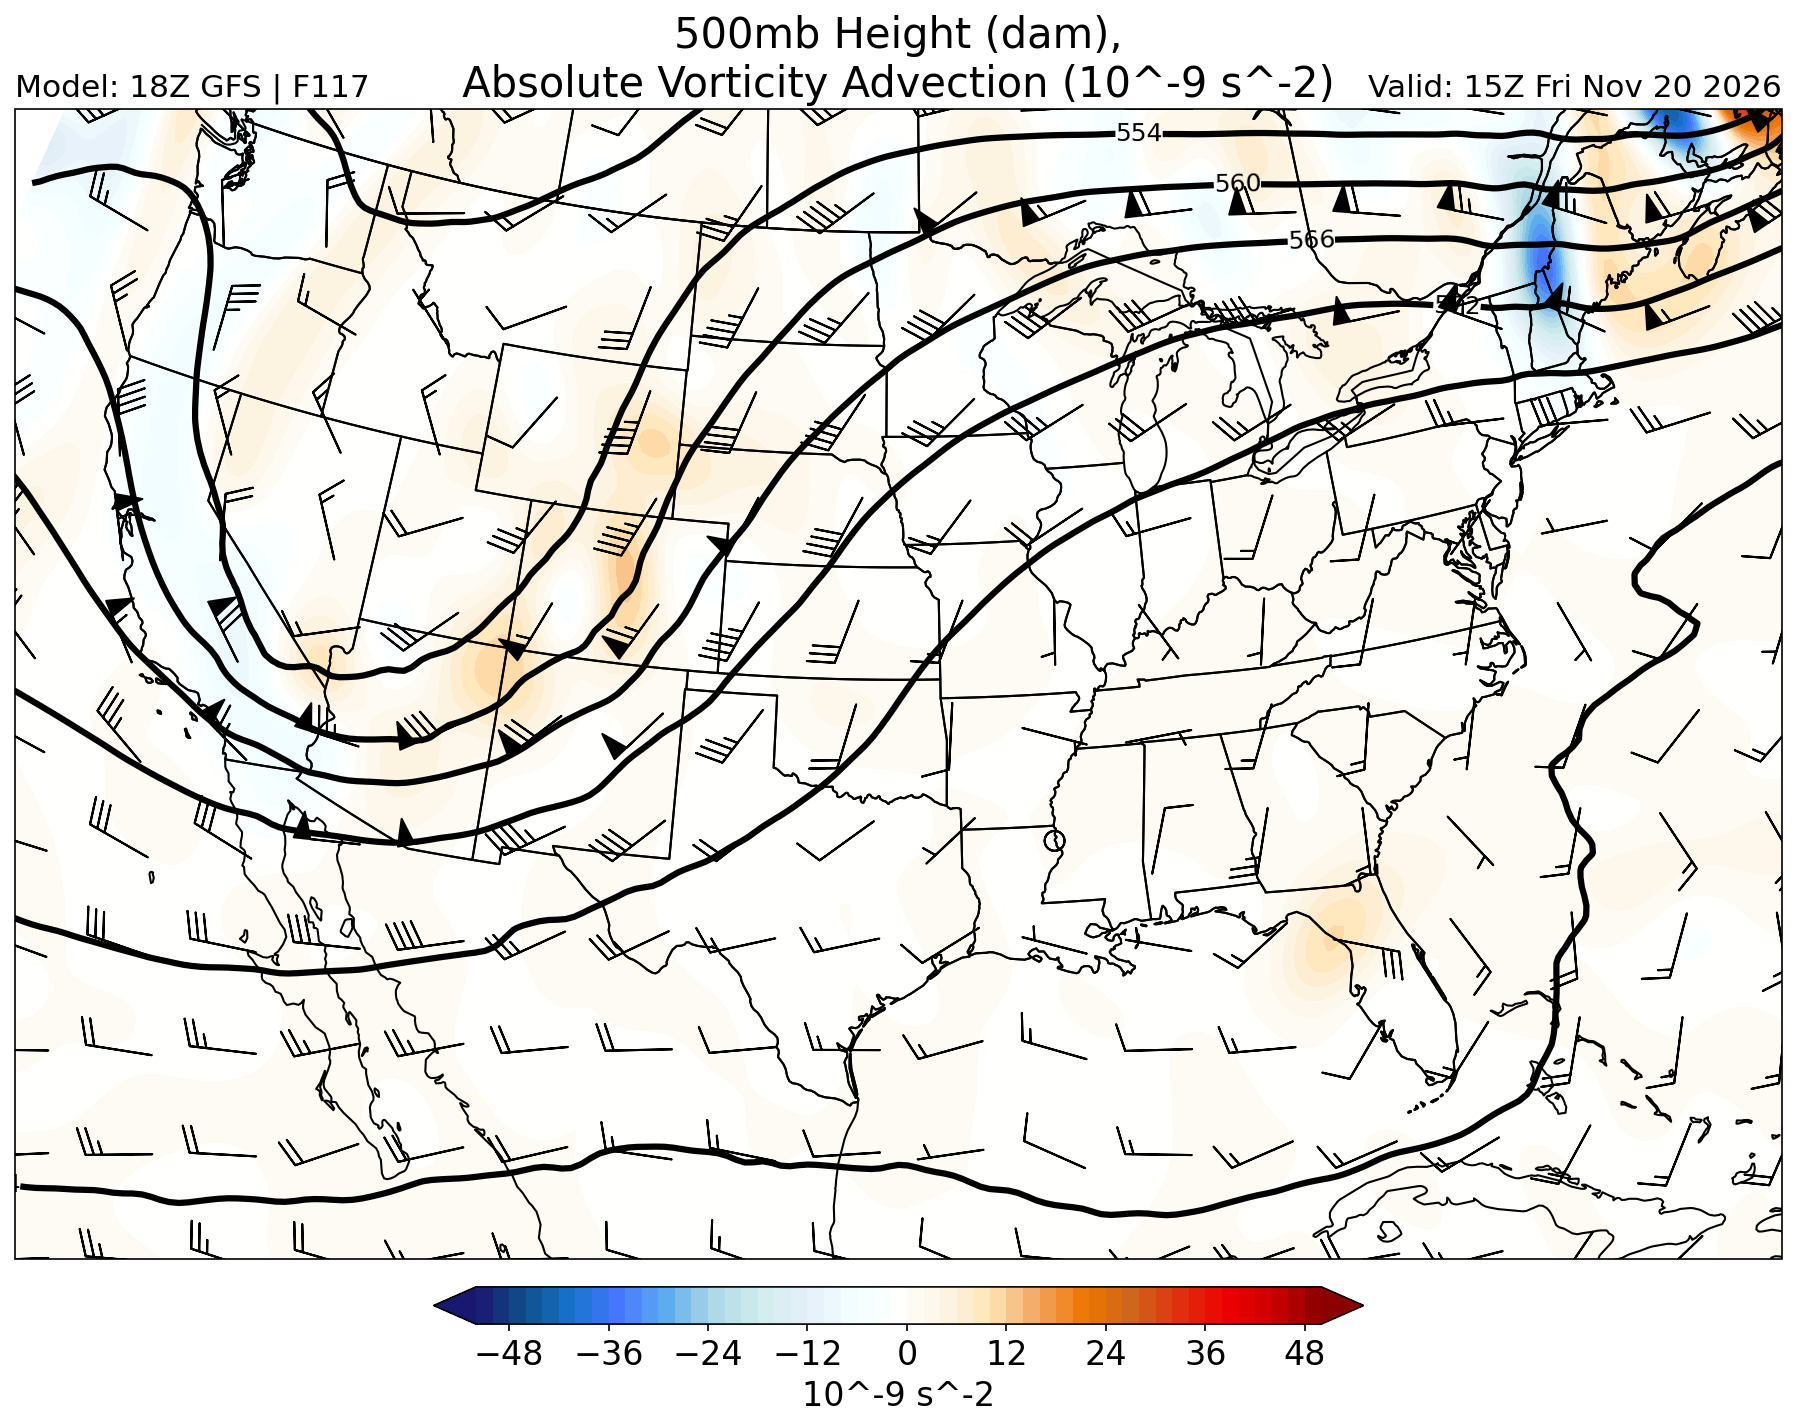 500mb Height (dam),
Model: 18Z GFS | F117
Absolute Vorticity Advection (10^-9 s^-2)
Valid: 15Z Fri Nov 20 2026
554
560
566
−48 −36 −24 −12 0 12 24 36 48
10^-9 s^-2